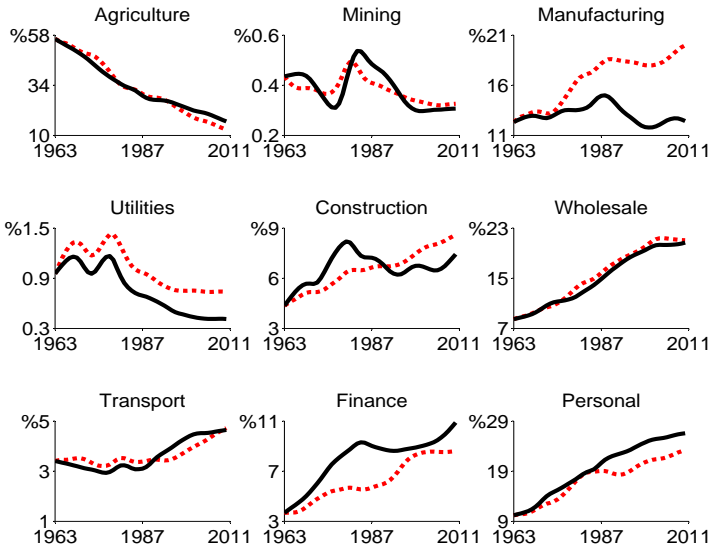 Agriculture Mining Manufacturing
%58 %0.6 %21
34 0.4 16
10 0.2 11
1963 1987 2011 1963 1987 2011 1963 1987 2011
Utilities Construction Wholesale
%1.5 %9 %23
0.9 6 15
0.3 3 7
1963 1987 2011 1963 1987 2011 1963 1987 2011
Transport Finance Personal
%5 %11 %29
3 7 19
1 3 9
1963 1987 2011 1963 1987 2011 1963 1987 2011